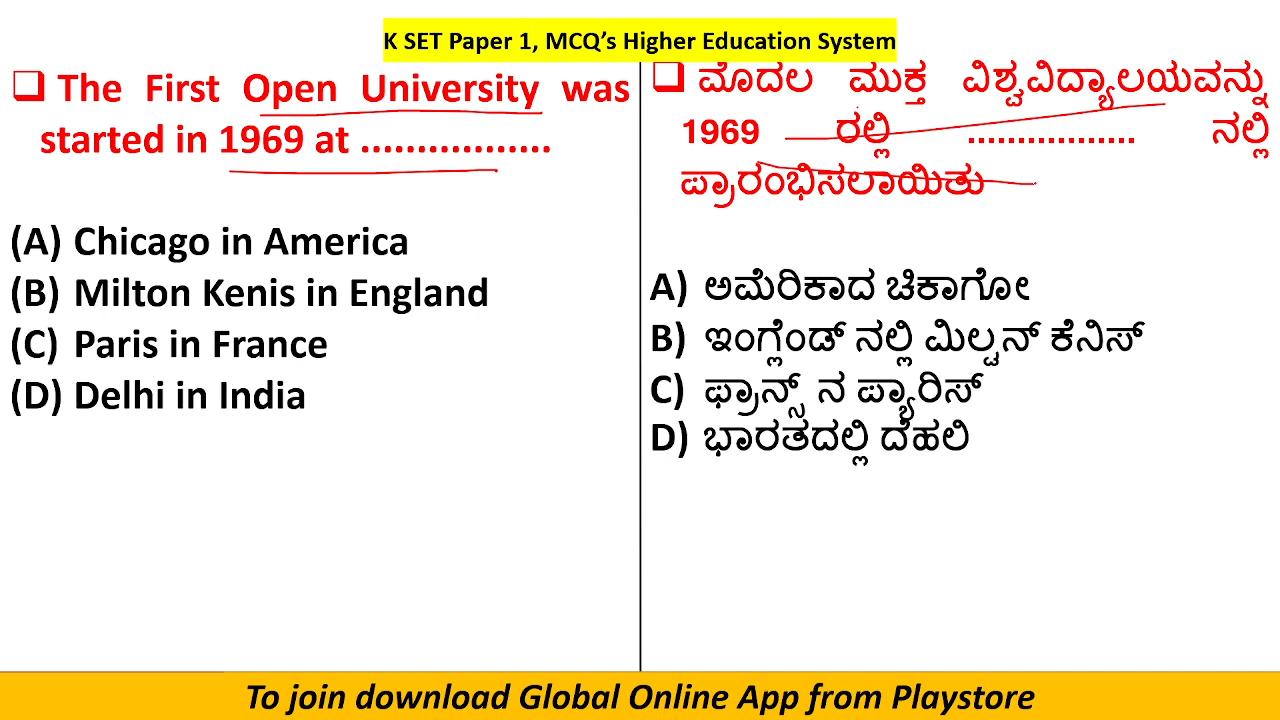 K SET Paper 1, MCQ's Higher Education System
❑ The First Open University was
started in 1969 at .................
(A) Chicago in America
(B) Milton Kenis in England
(C) Paris in France
(D) Delhi in India
❑ ಮೊದಲ ಮುಕ್ತ ವಿಶ್ವವಿದ್ಯಾಲಯವನ್ನು
1969 ರಲ್ಲಿ ................. ನಲ್ಲಿ
ಪ್ರಾರಂಭಿಸಲಾಯಿತು
A) ಅಮೆರಿಕಾದ ಚಿಕಾಗೋ
B) ಇಂಗ್ಲೆಂಡ್ ನಲ್ಲಿ ಮಿಲ್ಟನ್ ಕೆನಿಸ್
C) ಫ್ರಾನ್ಸ್ ನ ಪ್ಯಾರಿಸ್
D) ಭಾರತದಲ್ಲಿ ದೆಹಲಿ
To join download Global Online App from Playstore